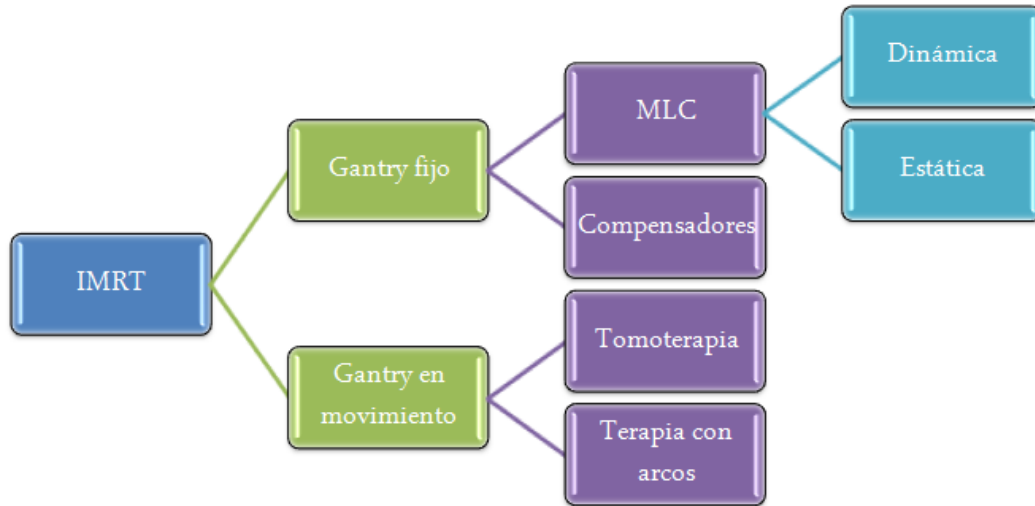 IMRT
Gantry fijo
MLC
Dinámica
Estática
Compensadores
Gantry en
movimiento
Tomoterapia
Terapia con
arcos